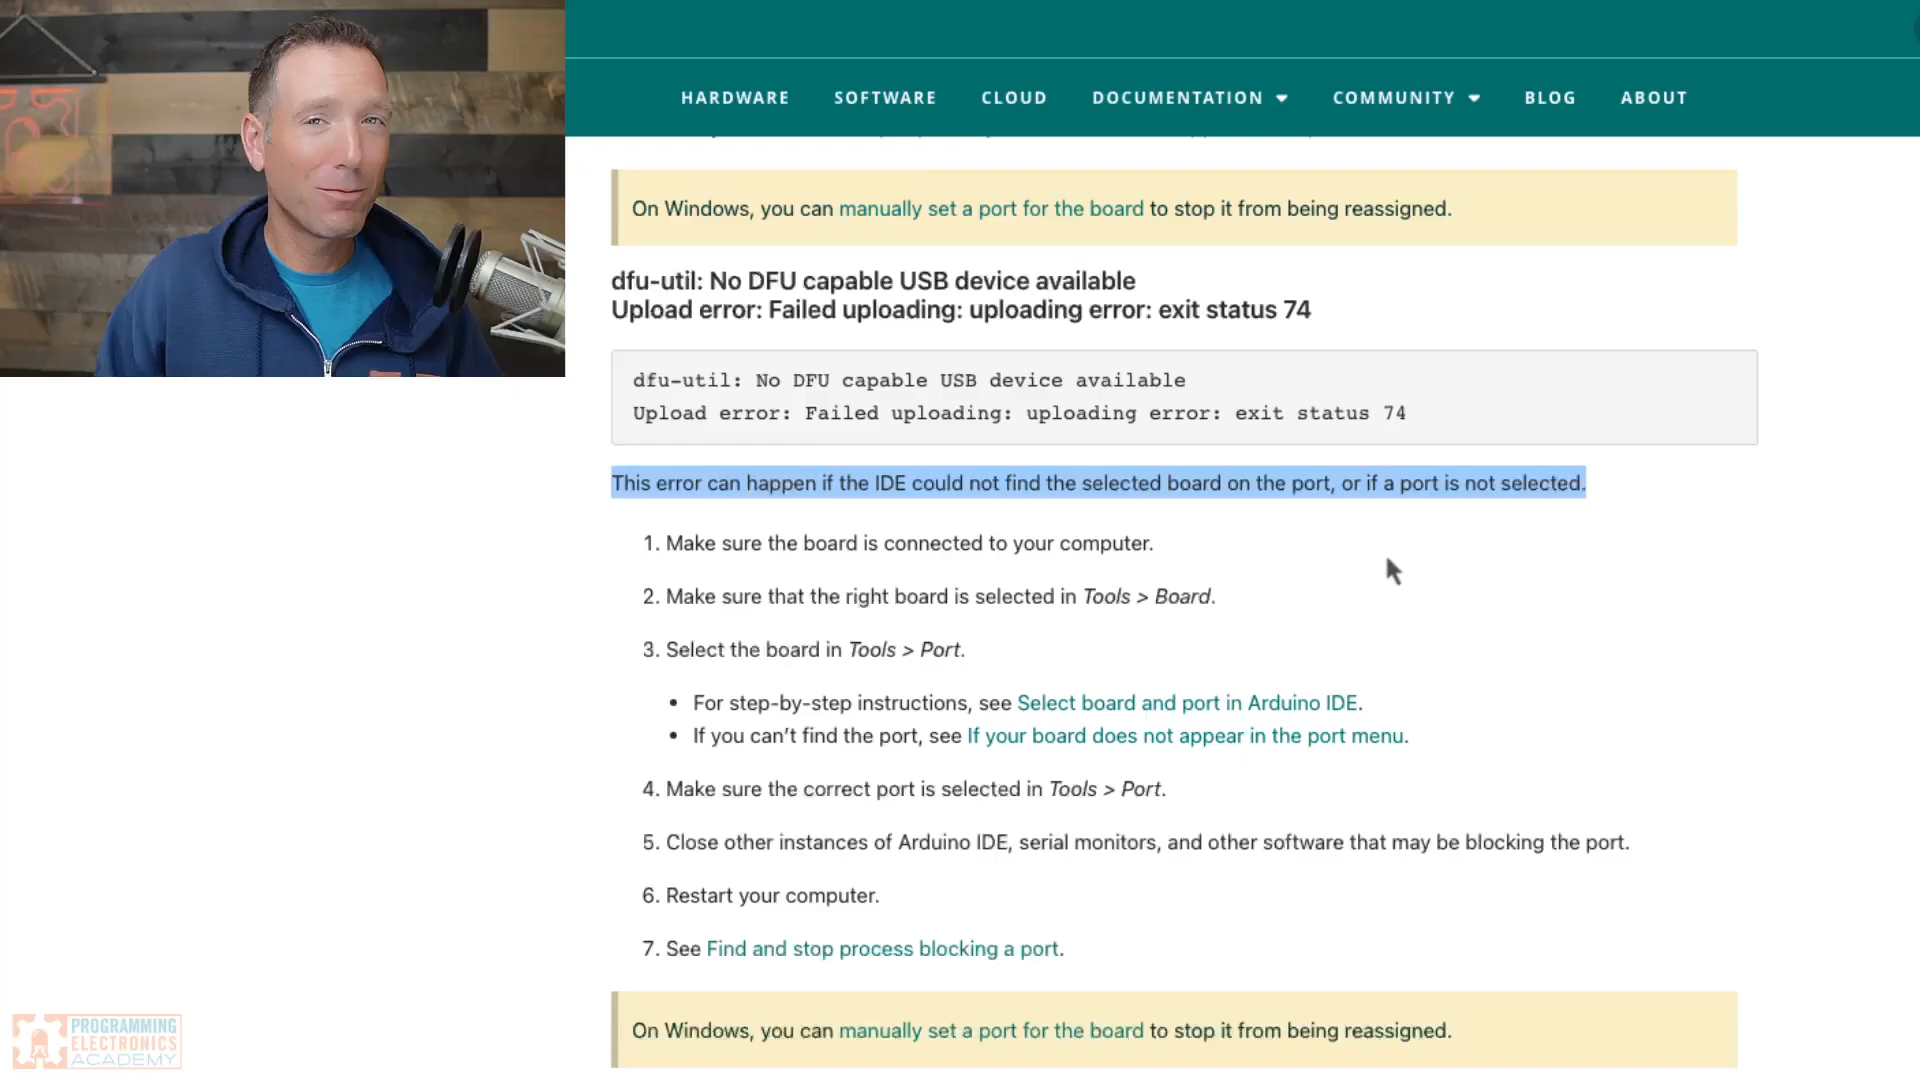 HARDWARE SOFTWARE CLOUD DOCUMENTATION COMMUNITY BLOG ABOUT
On Windows, you can manually set a port for the board to stop it from being reassigned.
dfu-util: No DFU capable USB device available
Upload error: Failed uploading: uploading error: exit status 74
dfu-util: No DFU capable USB device available
Upload error: Failed uploading: uploading error: exit status 74
This error can happen if the IDE could not find the selected board on the port, or if a port is not selected.
1. Make sure the board is connected to your computer.
2. Make sure that the right board is selected in Tools > Board.
3. Select the board in Tools > Port.
• For step-by-step instructions, see Select board and port in Arduino IDE.
• If you can’t find the port, see If your board does not appear in the port menu.
4. Make sure the correct port is selected in Tools > Port.
5. Close other instances of Arduino IDE, serial monitors, and other software that may be blocking the port.
6. Restart your computer.
7. See Find and stop process blocking a port.
On Windows, you can manually set a port for the board to stop it from being reassigned.
PROGRAMMING
ELECTRONICS
ACADEMY